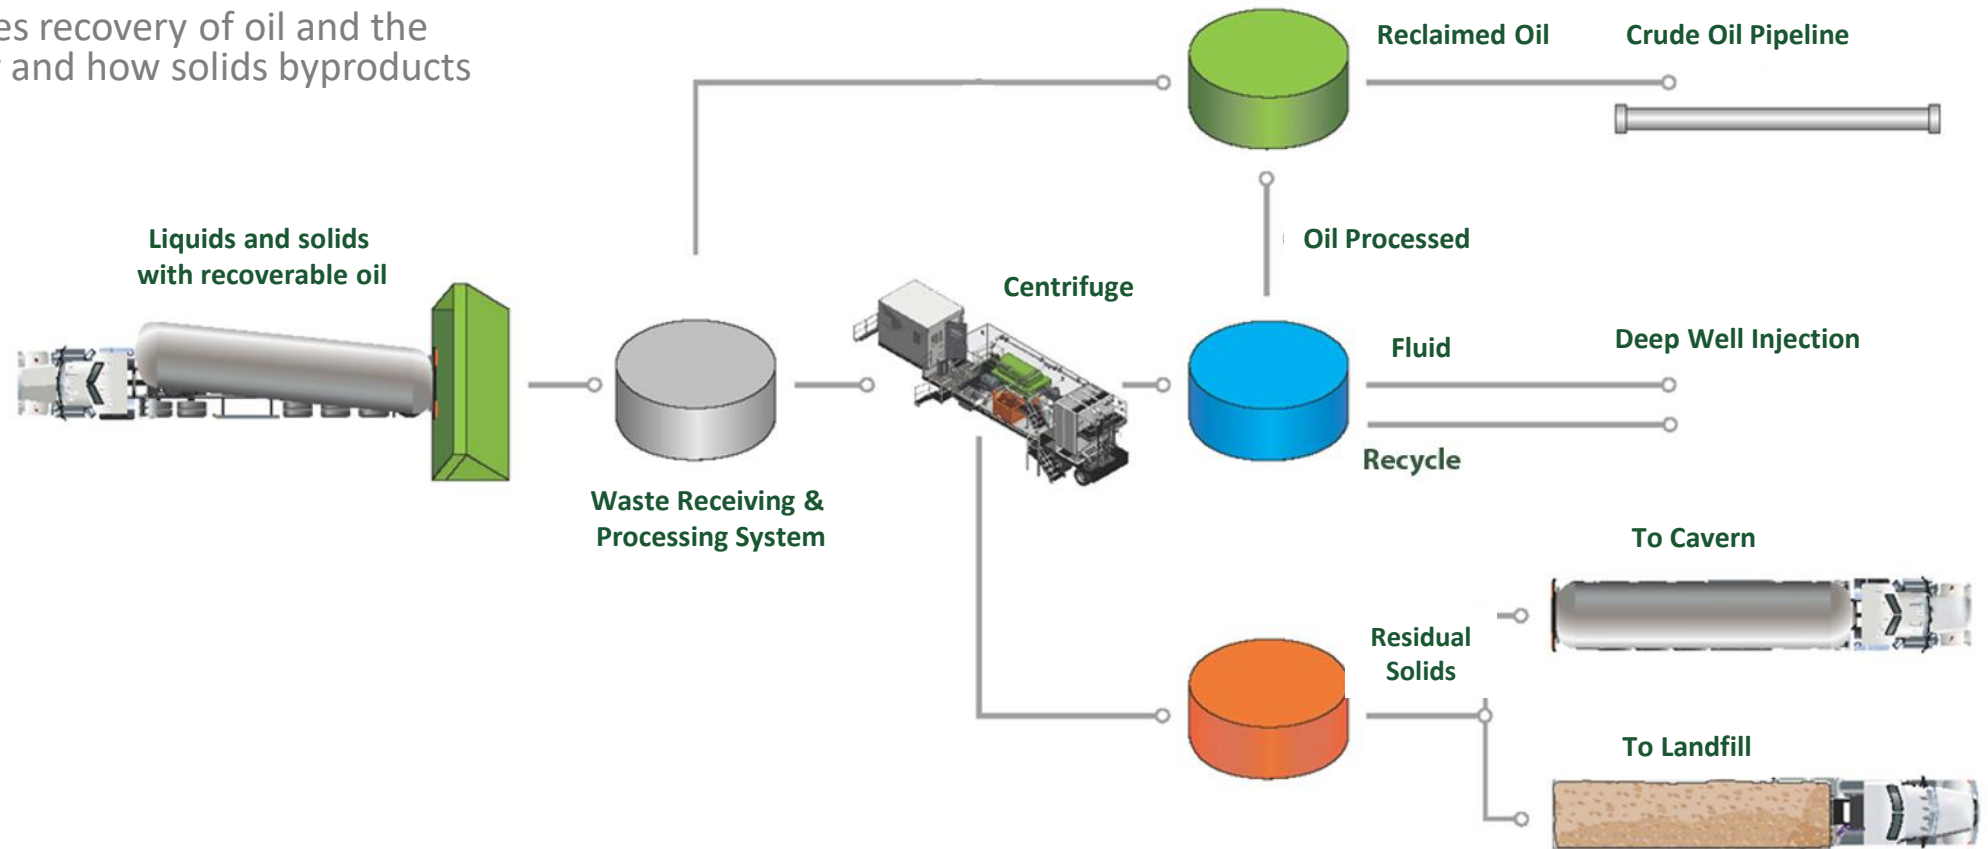 es recovery of oil and the
and how solids byproducts
Reclaimed Oil
Crude Oil Pipeline
Liquids and solids
with recoverable oil
Oil Processed
Centrifuge
Fluid
Deep Well Injection
Recycle
Waste Receiving &
Processing System
To Cavern
Residual
Solids
To Landfill